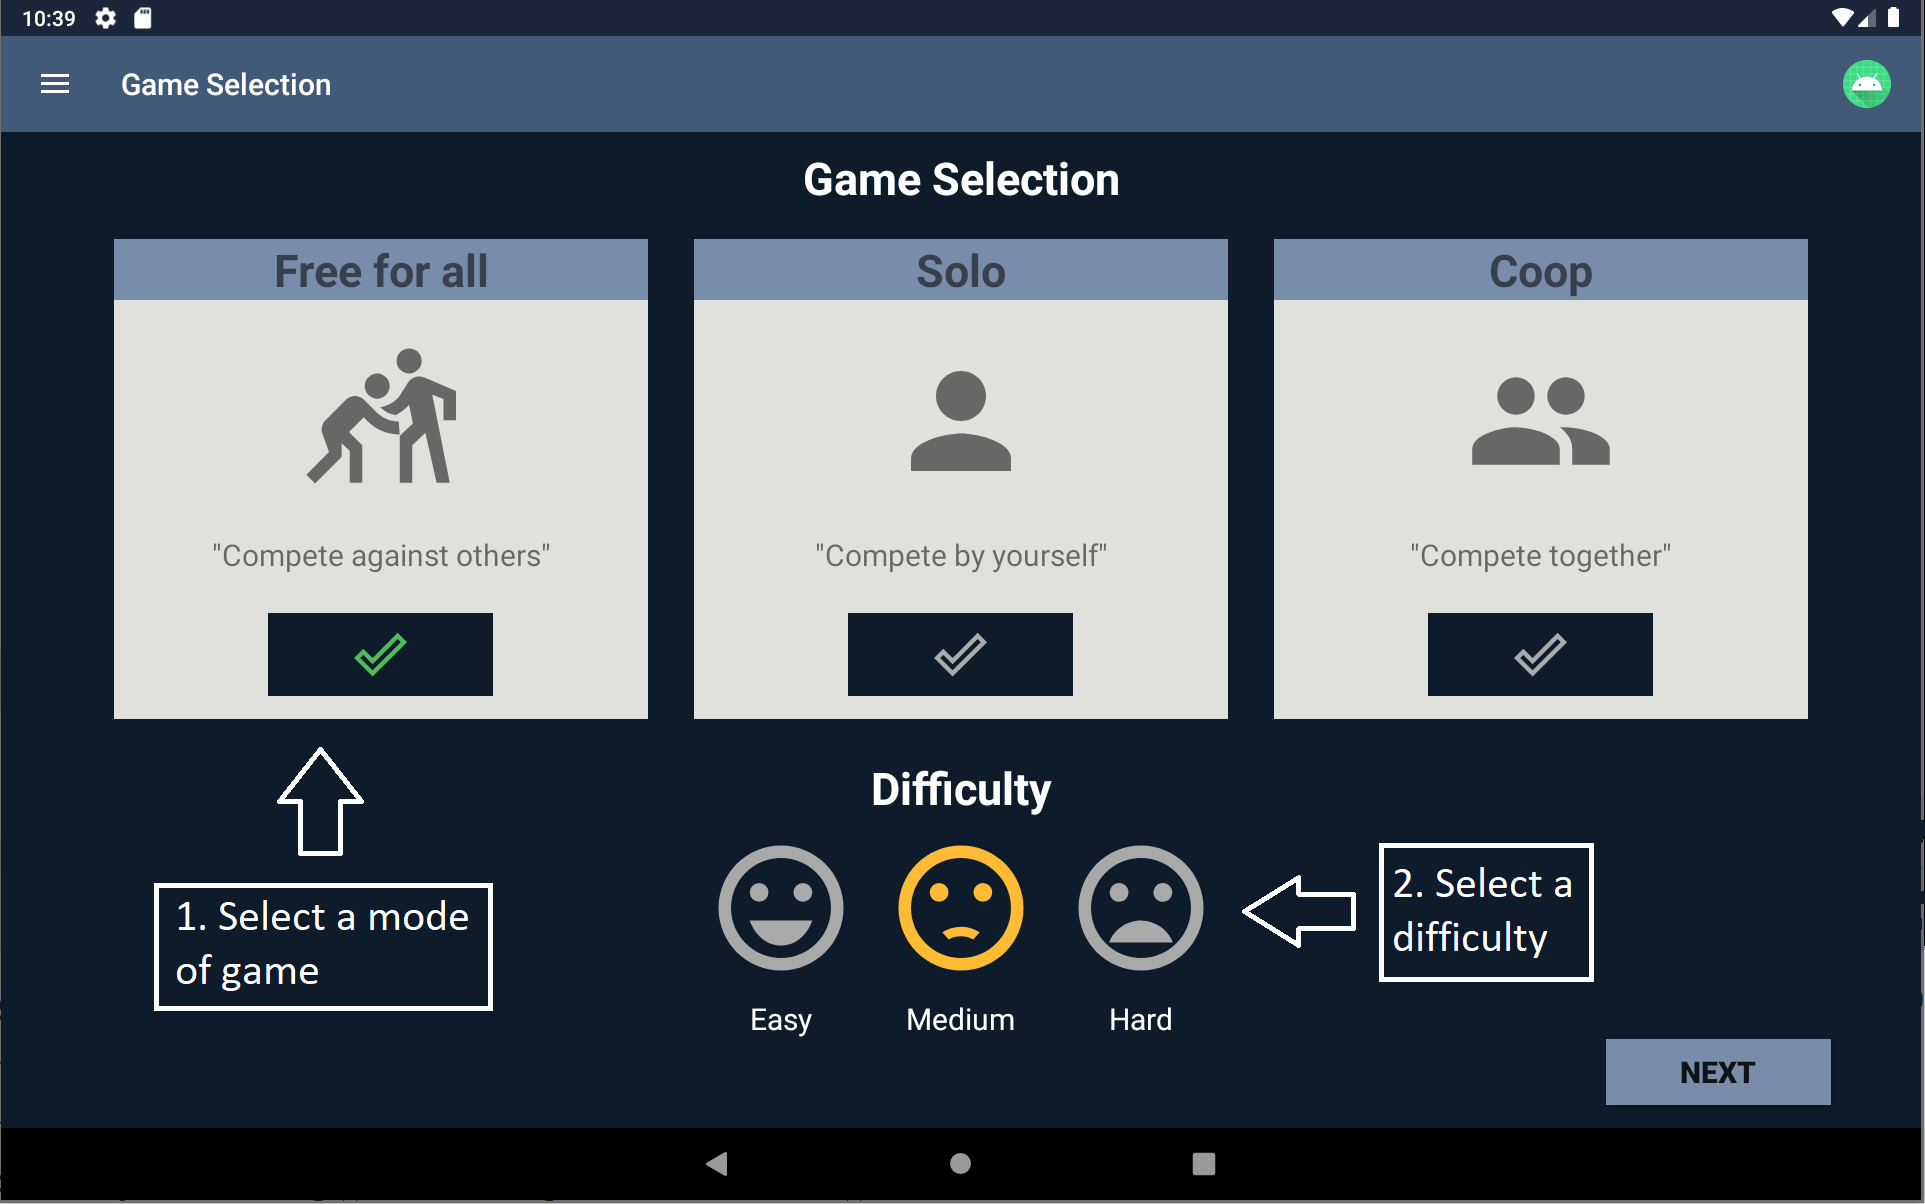 10:39
Game Selection
Game Selection
Free for all
Solo
Coop
"Compete against others"
"Compete by yourself"
"Compete together"
Difficulty
1. Select a mode
of game
2. Select a
difficulty
Easy
Medium
Hard
NEXT